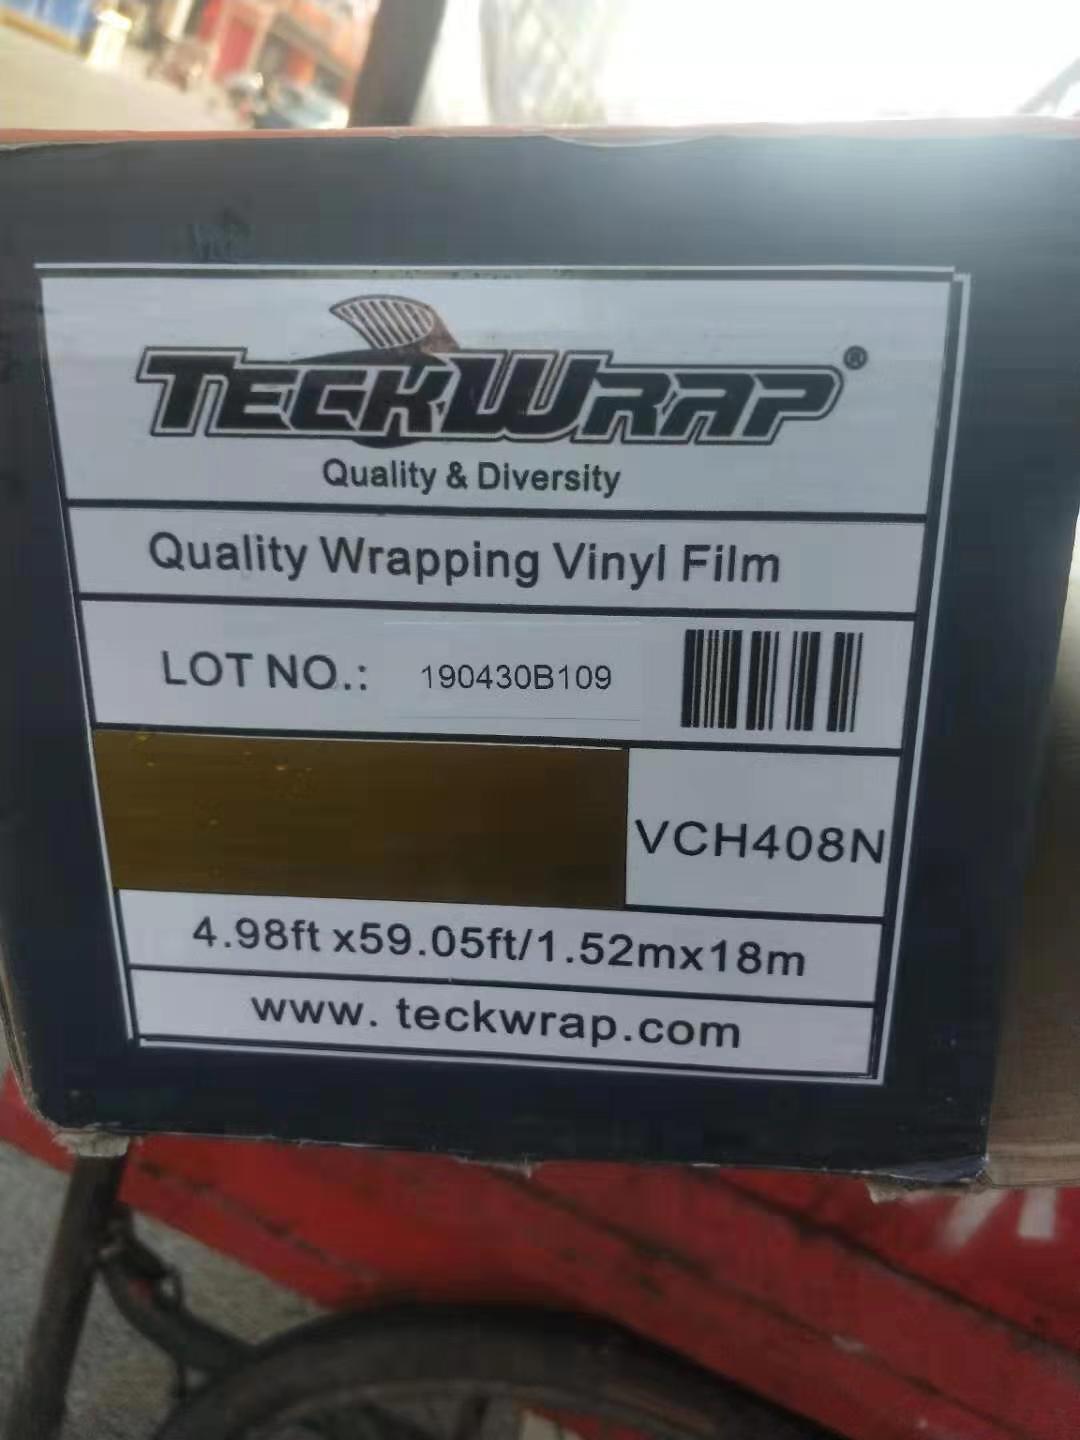 TECKWRAP®
Quality & Diversity
Quality Wrapping Vinyl Film
LOT NO.: 190430B109
VCH408N
4.98ft x59.05ft/1.52mx18m
www. teckwrap.com